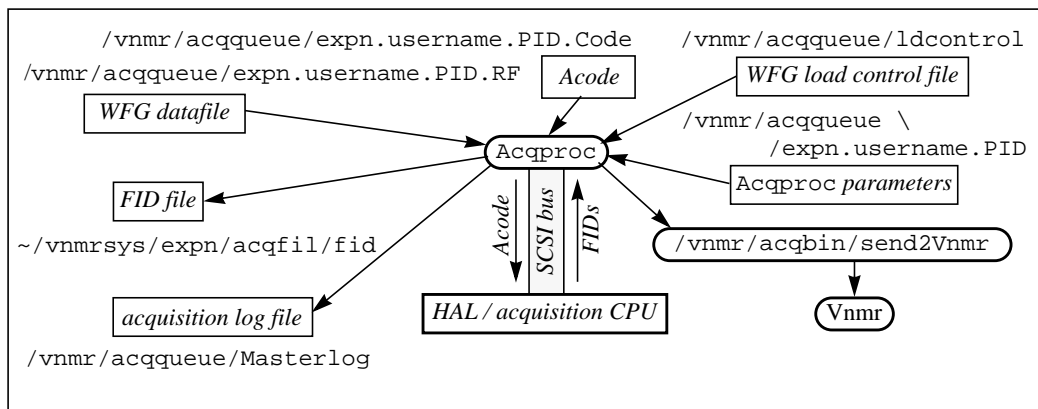 /vnmr/acqqueue/expn.username.PID.Code
/vnmr/acqqueue/ldcontrol
/vnmr/acqqueue/expn.username.PID.RF
Acode
WFG load control file
WFG datafile
/vnmr/acqqueue \
/expn.username.PID
Acqproc
Acqproc parameters
FID file
Acode
SCSI bus
FIDs
~/vnmrsys/expn/acqfil/fid
/vnmr/acqbin/send2Vnmr
acquisition log file
HAL / acquisition CPU
Vnmr
/vnmr/acqqueue/Masterlog